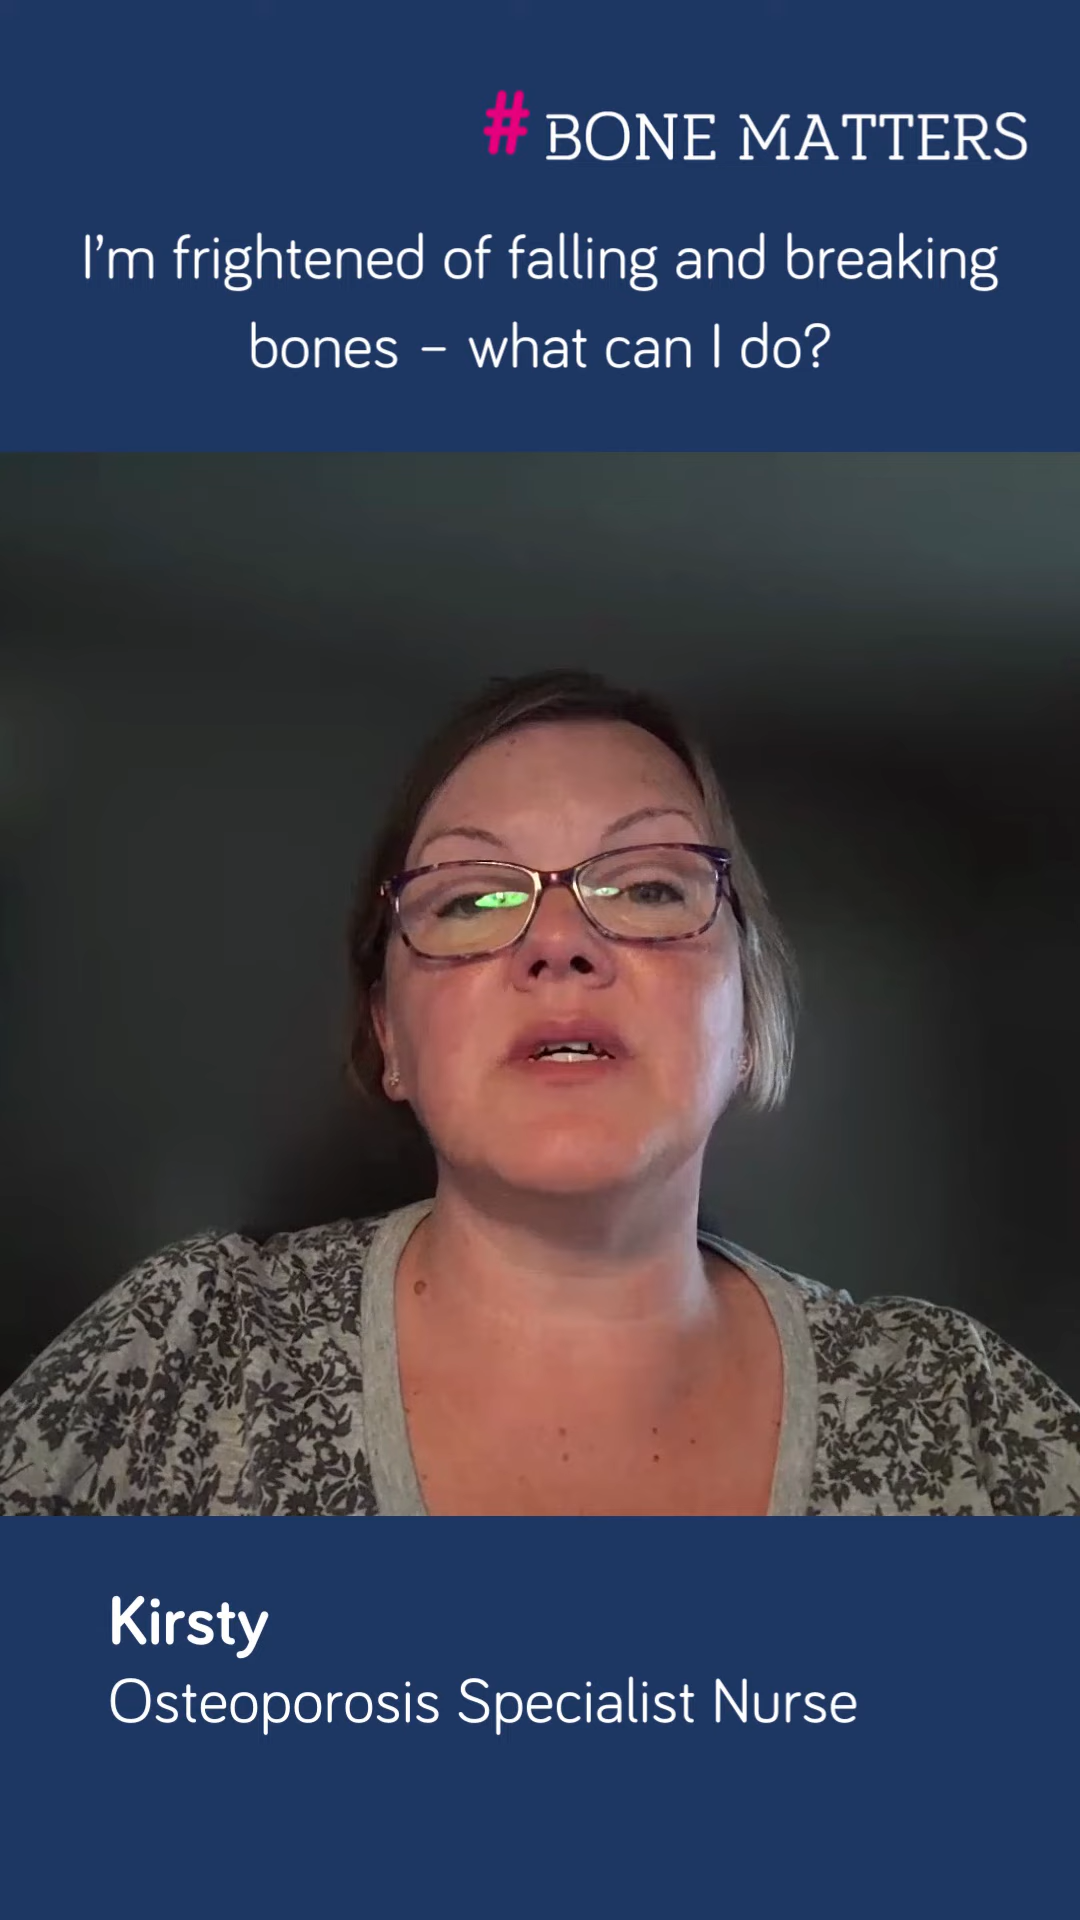 # BONE MATTERS
I’m frightened of falling and breaking
bones – what can I do?
Kirsty
Osteoporosis Specialist Nurse